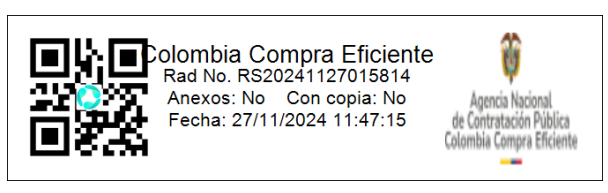 Colombia Compra Eficiente
Rad No. RS20241127015814
Anexos: No Con copia: No
Fecha: 27/11/2024 11:47:15
Agencia Nacional
de Contratación Pública
Colombia Compra Eficiente